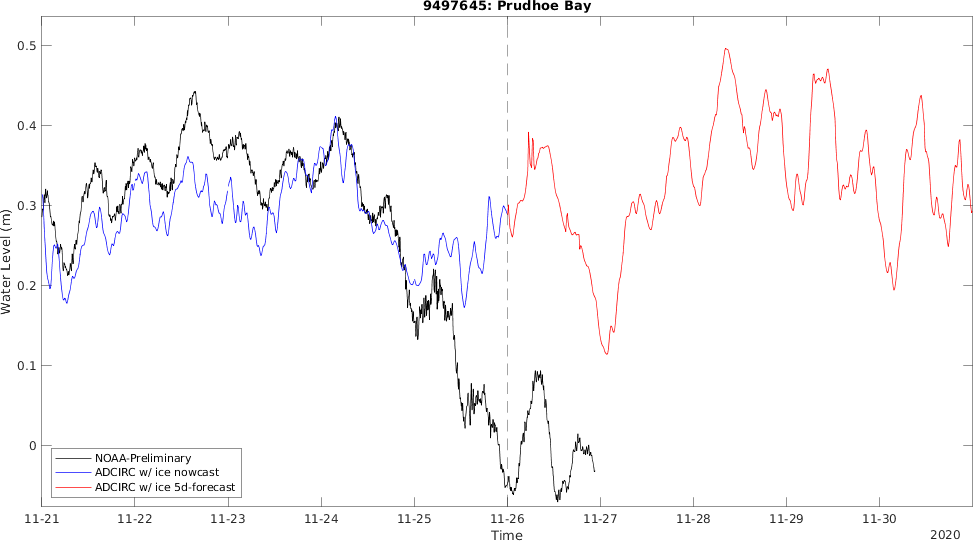 9497645: Prudhoe Bay
Water Level (m)
0.5
0.4
0.3
0.2
0.1
0
NOAA-Preliminary
ADCIRC w/ ice nowcast
ADCIRC w/ ice 5d-forecast
11-21 11-22 11-23 11-24 11-25 11-26 11-27 11-28 11-29 11-30
Time
2020